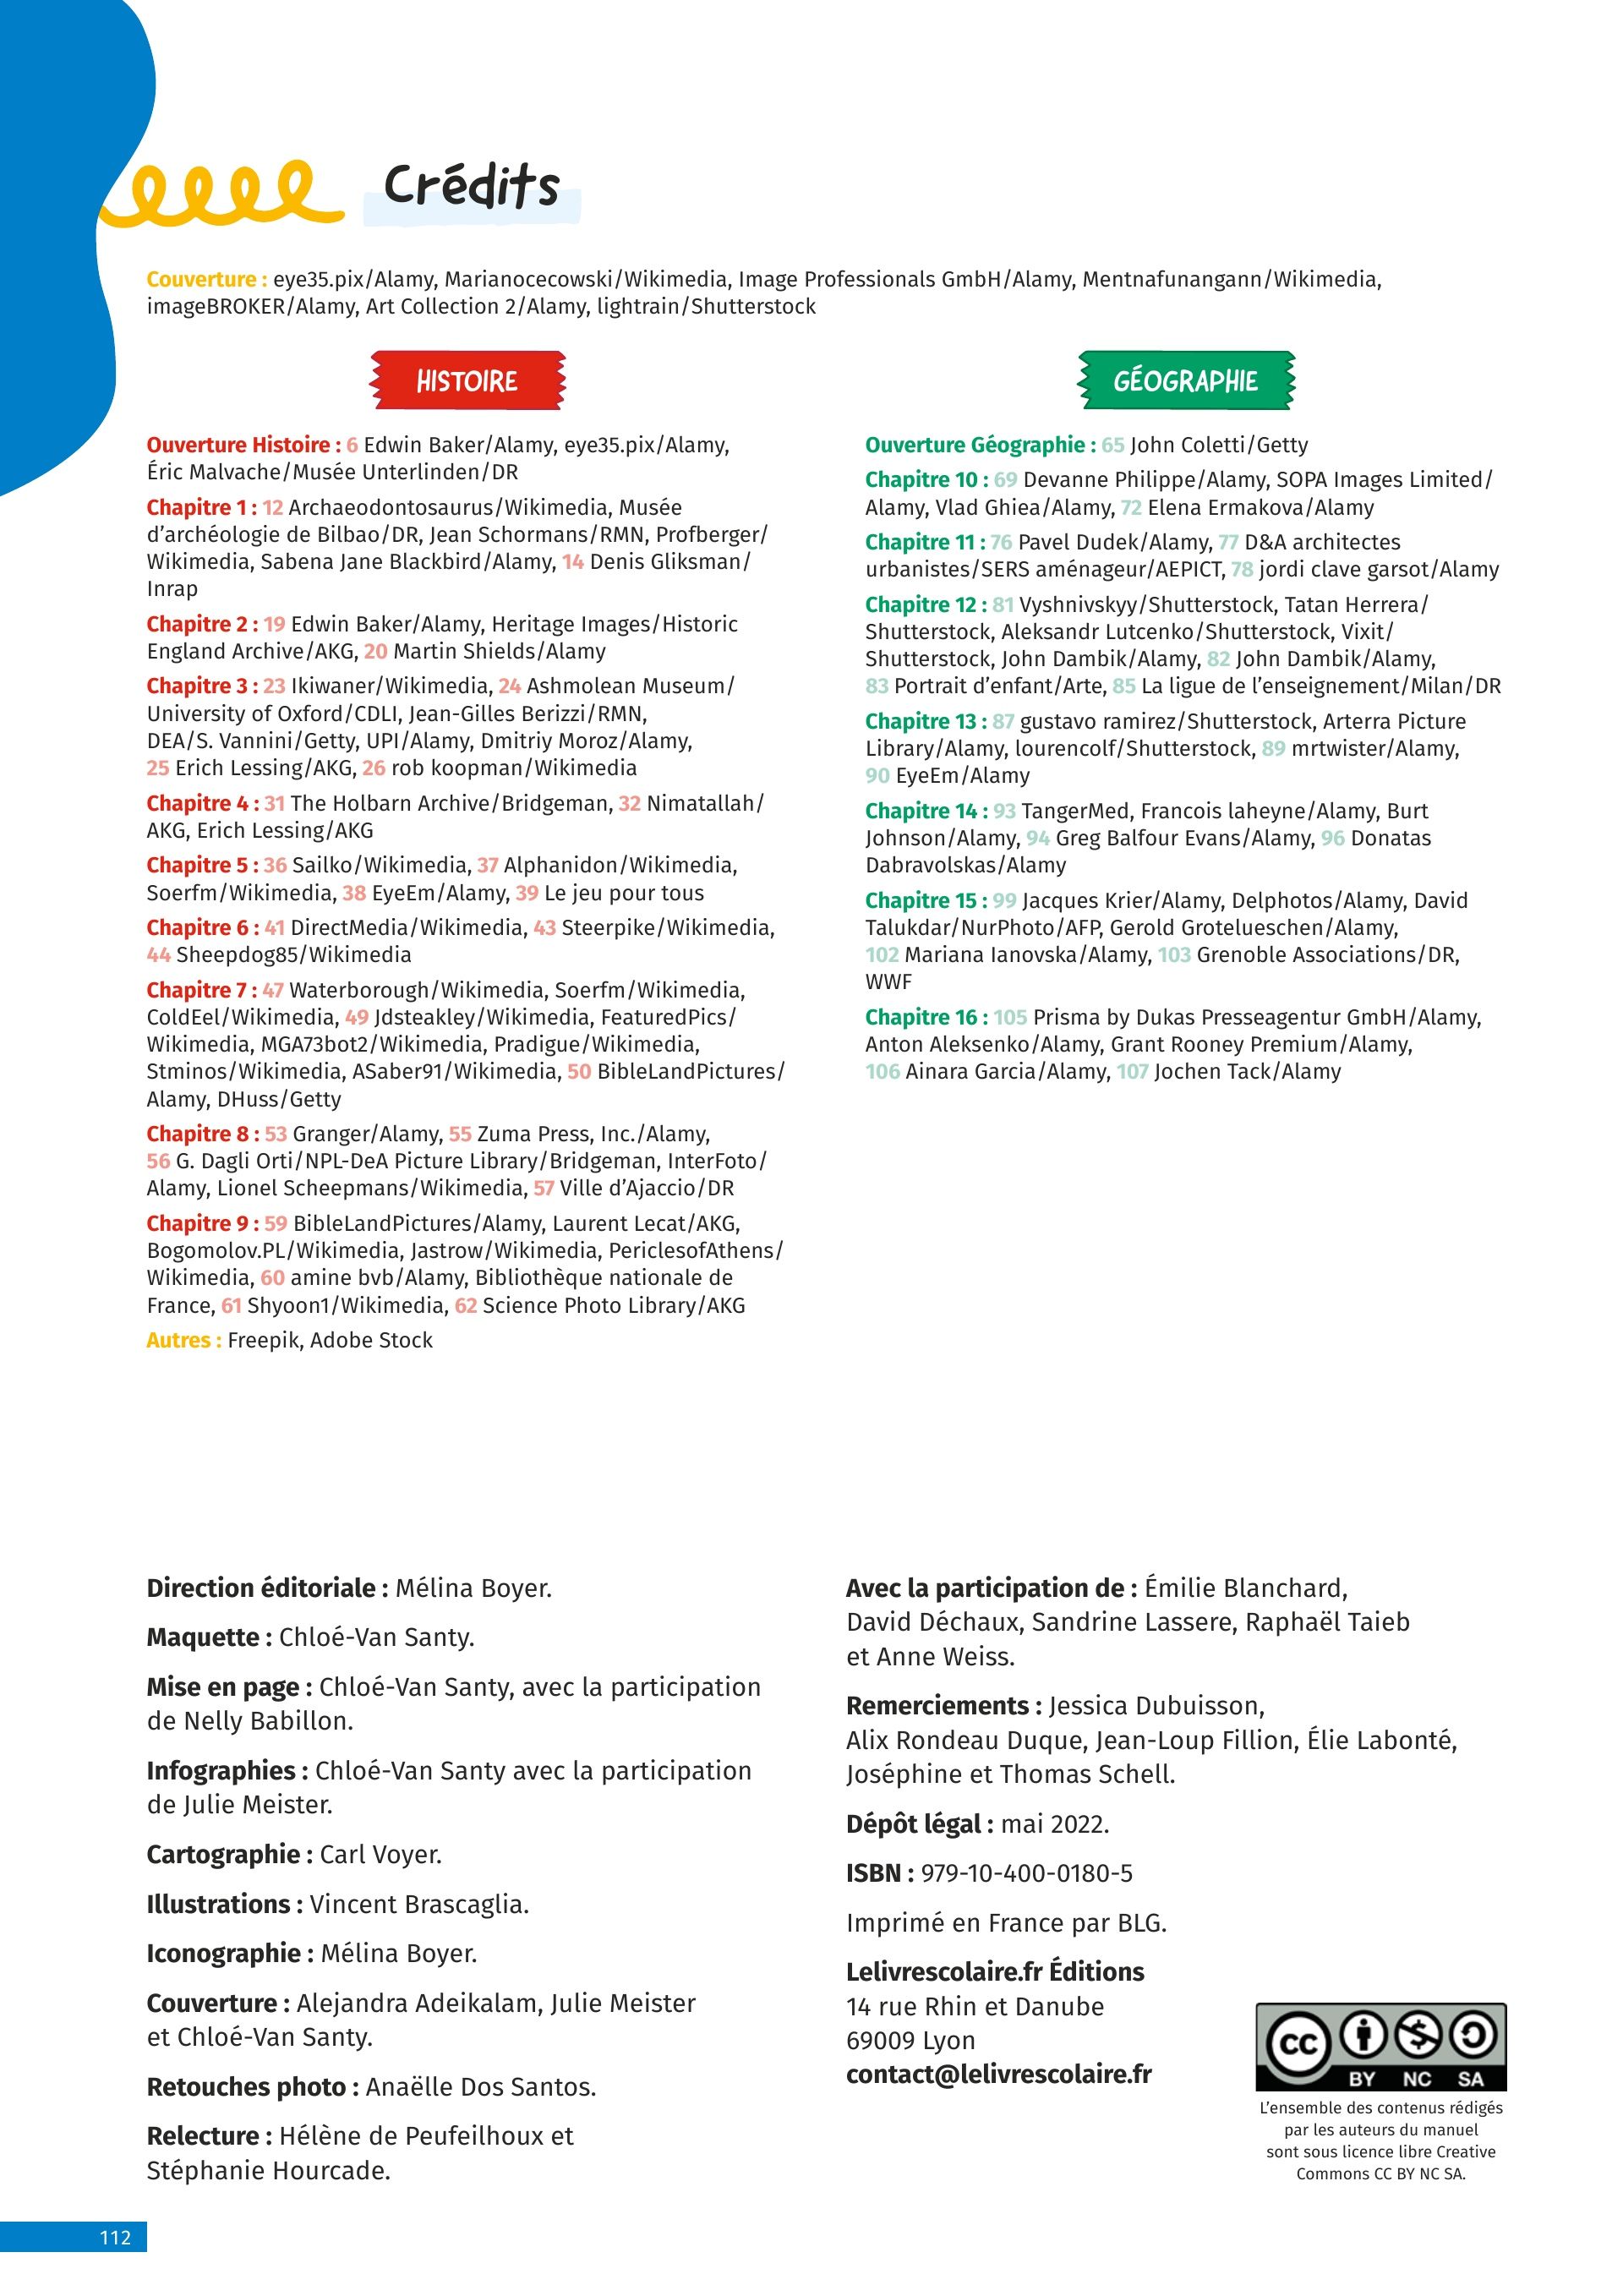 Crédits
Couverture : eye35.pix/Alamy, Marianocecowski/Wikimedia, Image Professionals GmbH/Alamy, Mentnafunangann/Wikimedia,
imageBROKER/Alamy, Art Collection 2/Alamy, lightrain/Shutterstock
HISTOIRE
Ouverture Histoire : 6 Edwin Baker/Alamy, eye35.pix/Alamy,
Éric Malvache/Musée Unterlinden/DR
Chapitre 1 : 12 Archaeodontosaurus/Wikimedia, Musée
d’archéologie de Bilbao/DR, Jean Schormans/RMN, Profberger/
Wikimedia, Sabena Jane Blackbird/Alamy, 14 Denis Gliksman/
Inrap
Chapitre 2 : 19 Edwin Baker/Alamy, Heritage Images/Historic
England Archive/AKG, 20 Martin Shields/Alamy
Chapitre 3 : 23 Ikiwaner/Wikimedia, 24 Ashmolean Museum/
University of Oxford/CDLI, Jean-Gilles Berizzi/RMN,
DEA/S. Vannini/Getty, UPI/Alamy, Dmitriy Moroz/Alamy,
25 Erich Lessing/AKG, 26 rob koopman/Wikimedia
Chapitre 4 : 31 The Holbarn Archive/Bridgeman, 32 Nimatallah/
AKG, Erich Lessing/AKG
Chapitre 5 : 36 Sailko/Wikimedia, 37 Alphanidon/Wikimedia,
Soerfm/Wikimedia, 38 EyeEm/Alamy, 39 Le jeu pour tous
Chapitre 6 : 41 DirectMedia/Wikimedia, 43 Steerpike/Wikimedia,
44 Sheepdog85/Wikimedia
Chapitre 7 : 47 Waterborough/Wikimedia, Soerfm/Wikimedia,
ColdEel/Wikimedia, 49 Jdsteakley/Wikimedia, FeaturedPics/
Wikimedia, MGA73bot2/Wikimedia, Pradigue/Wikimedia,
Stminos/Wikimedia, ASaber91/Wikimedia, 50 BibleLandPictures/
Alamy, DHuss/Getty
Chapitre 8 : 53 Granger/Alamy, 55 Zuma Press, Inc./Alamy,
56 G. Dagli Orti/NPL-DeA Picture Library/Bridgeman, InterFoto/
Alamy, Lionel Scheepmans/Wikimedia, 57 Ville d’Ajaccio/DR
Chapitre 9 : 59 BibleLandPictures/Alamy, Laurent Lecat/AKG,
Bogomolov.PL/Wikimedia, Jastrow/Wikimedia, PericlesofAthens/
Wikimedia, 60 amine bvb/Alamy, Bibliothèque nationale de
France, 61 Shyoon1/Wikimedia, 62 Science Photo Library/AKG
Autres : Freepik, Adobe Stock
GÉOGRAPHIE
Ouverture Géographie : 65 John Coletti/Getty
Chapitre 10 : 69 Devanne Philippe/Alamy, SOPA Images Limited/
Alamy, Vlad Ghiea/Alamy, 72 Elena Ermakova/Alamy
Chapitre 11 : 76 Pavel Dudek/Alamy, 77 D&A architectes
urbanistes/SERS aménageur/AEPICT, 78 jordi clave garsot/Alamy
Chapitre 12 : 81 Vyshnivskyy/Shutterstock, Tatan Herrera/
Shutterstock, Aleksandr Lutcenko/Shutterstock, Vixit/
Shutterstock, John Dambik/Alamy, 82 John Dambik/Alamy,
83 Portrait d’enfant/Arte, 85 La ligue de l’enseignement/Milan/DR
Chapitre 13 : 87 gustavo ramirez/Shutterstock, Arterra Picture
Library/Alamy, lourencolf/Shutterstock, 89 mrtwister/Alamy,
90 EyeEm/Alamy
Chapitre 14 : 93 TangerMed, Francois laheyne/Alamy, Burt
Johnson/Alamy, 94 Greg Balfour Evans/Alamy, 96 Donatas
Dabravolskas/Alamy
Chapitre 15 : 99 Jacques Krier/Alamy, Delphotos/Alamy, David
Talukdar/NurPhoto/AFP, Gerold Grotelueschen/Alamy,
102 Mariana Ianovska/Alamy, 103 Grenoble Associations/DR,
WWF
Chapitre 16 : 105 Prisma by Dukas Presseagentur GmbH/Alamy,
Anton Aleksenko/Alamy, Grant Rooney Premium/Alamy,
106 Ainara Garcia/Alamy, 107 Jochen Tack/Alamy
Direction éditoriale : Mélina Boyer.
Maquette : Chloé-Van Santy.
Mise en page : Chloé-Van Santy, avec la participation
de Nelly Babillon.
Infographies : Chloé-Van Santy avec la participation
de Julie Meister.
Cartographie : Carl Voyer.
Illustrations : Vincent Brascaglia.
Iconographie : Mélina Boyer.
Couverture : Alejandra Adeikalam, Julie Meister
et Chloé-Van Santy.
Retouches photo : Anaëlle Dos Santos.
Relecture : Hélène de Peufeilhoux et
Stéphanie Hourcade.
Avec la participation de : Émilie Blanchard,
David Déchaux, Sandrine Lassere, Raphaël Taieb
et Anne Weiss.
Remerciements : Jessica Dubuisson,
Alix Rondeau Duque, Jean-Loup Fillion, Élie Labonté,
Joséphine et Thomas Schell.
Dépôt légal : mai 2022.
ISBN : 979-10-400-0180-5
Imprimé en France par BLG.
Lelivrescolaire.fr Éditions
14 rue Rhin et Danube
69009 Lyon
contact@lelivrescolaire.fr
cc
BY NC SA
L’ensemble des contenus rédigés
par les auteurs du manuel
sont sous licence libre Creative
Commons CC BY NC SA.
112